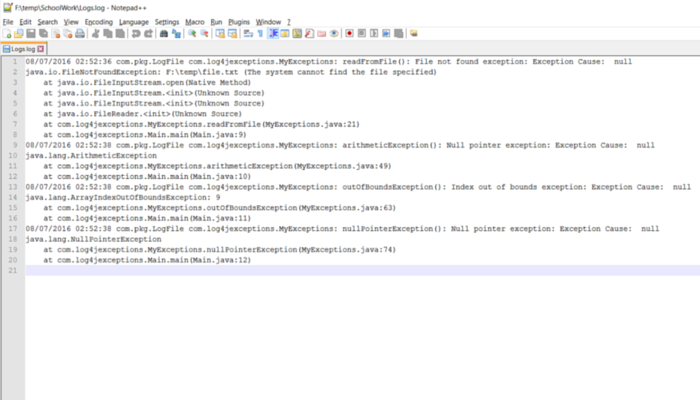 F:\temp\SchoolWork\Logs.log - Notepad++
File Edit Search View Encoding Language Settings Macro Run Plugins Window ?
Logs.log
1 08/07/2016 02:52:36 com.pkg.LogFile com.log4jexceptions.MyExceptions: readFromFile(): File not found exception: Exception Cause:  null
2 java.io.FileNotFoundException: F:\temp\file.txt (The system cannot find the file specified)
3 at java.io.FileInputStream.open(Native Method)
4 at java.io.FileInputStream.<init>(Unknown Source)
5 at java.io.FileInputStream.<init>(Unknown Source)
6 at java.io.FileReader.<init>(Unknown Source)
7 at com.log4jexceptions.MyExceptions.readFromFile(MyExceptions.java:21)
8 at com.log4jexceptions.Main.main(Main.java:9)
9 08/07/2016 02:52:38 com.pkg.LogFile com.log4jexceptions.MyExceptions: arithmeticException(): Null pointer exception: Exception Cause:  null
10 java.lang.ArithmeticException
11 at com.log4jexceptions.MyExceptions.arithmeticException(MyExceptions.java:49)
12 at com.log4jexceptions.Main.main(Main.java:10)
13 08/07/2016 02:52:38 com.pkg.LogFile com.log4jexceptions.MyExceptions: outOfBoundsException(): Index out of bounds exception: Exception Cause:  null
14 java.lang.ArrayIndexOutOfBoundsException: 9
15 at com.log4jexceptions.MyExceptions.outOfBoundsException(MyExceptions.java:63)
16 at com.log4jexceptions.Main.main(Main.java:11)
17 08/07/2016 02:52:38 com.pkg.LogFile com.log4jexceptions.MyExceptions: nullPointerException(): Null pointer exception: Exception Cause:  null
18 java.lang.NullPointerException
19 at com.log4jexceptions.MyExceptions.nullPointerException(MyExceptions.java:74)
20 at com.log4jexceptions.Main.main(Main.java:12)
21